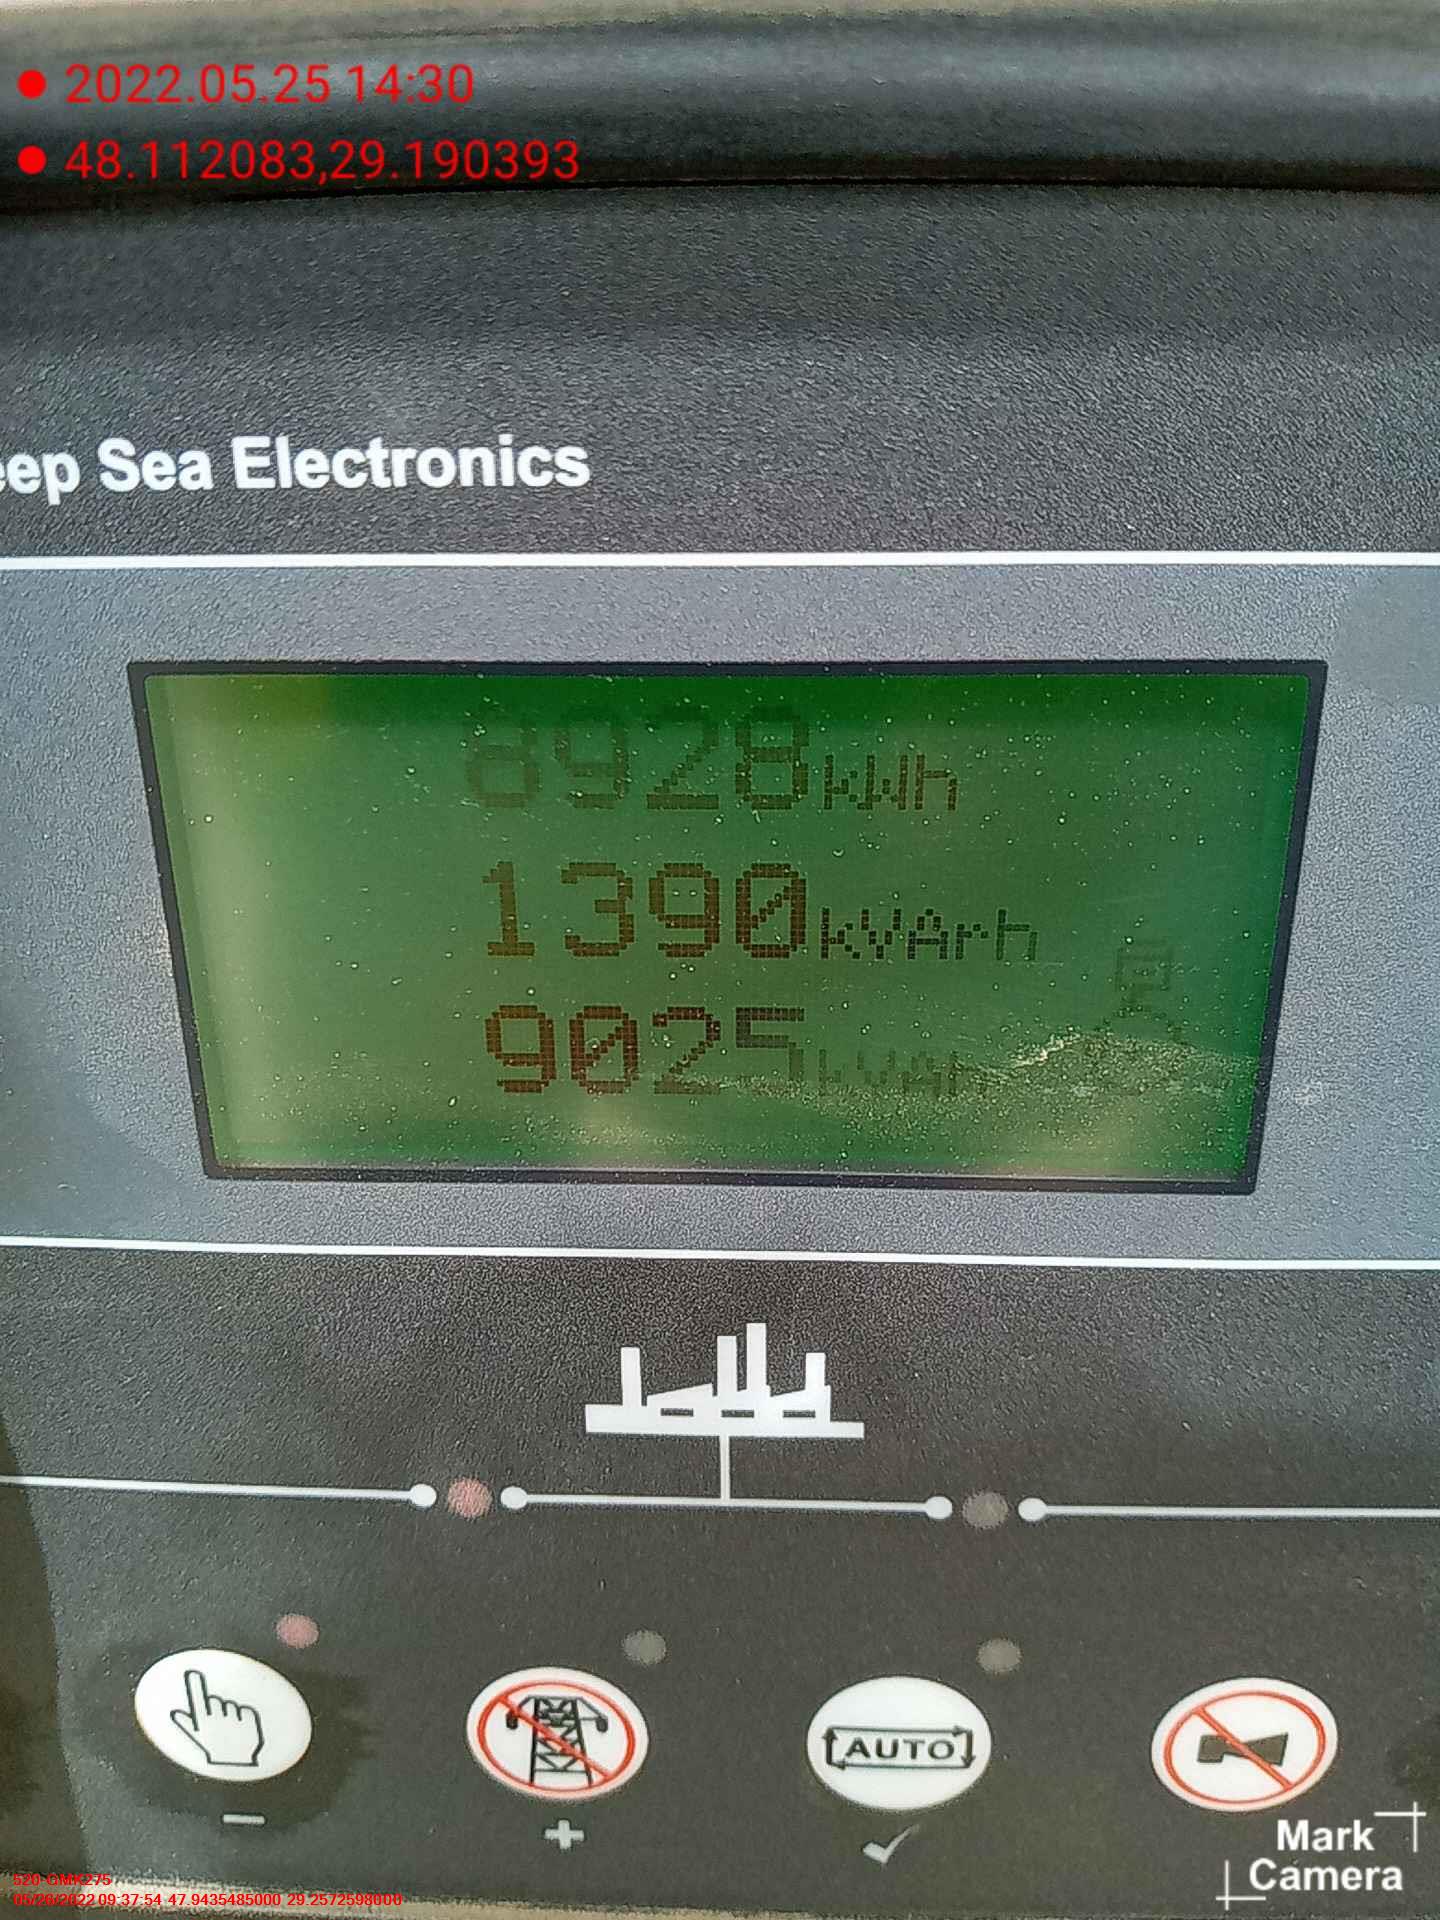 2022.05.25 14:30
48.112083,29.190393
eep Sea Electronics
8928kWh
1390kVArh
9025kVAh
AUTO
Mark
Camera
520-GMK275
05/26/2022 09:37:54 47.9435485000 29.2572598000